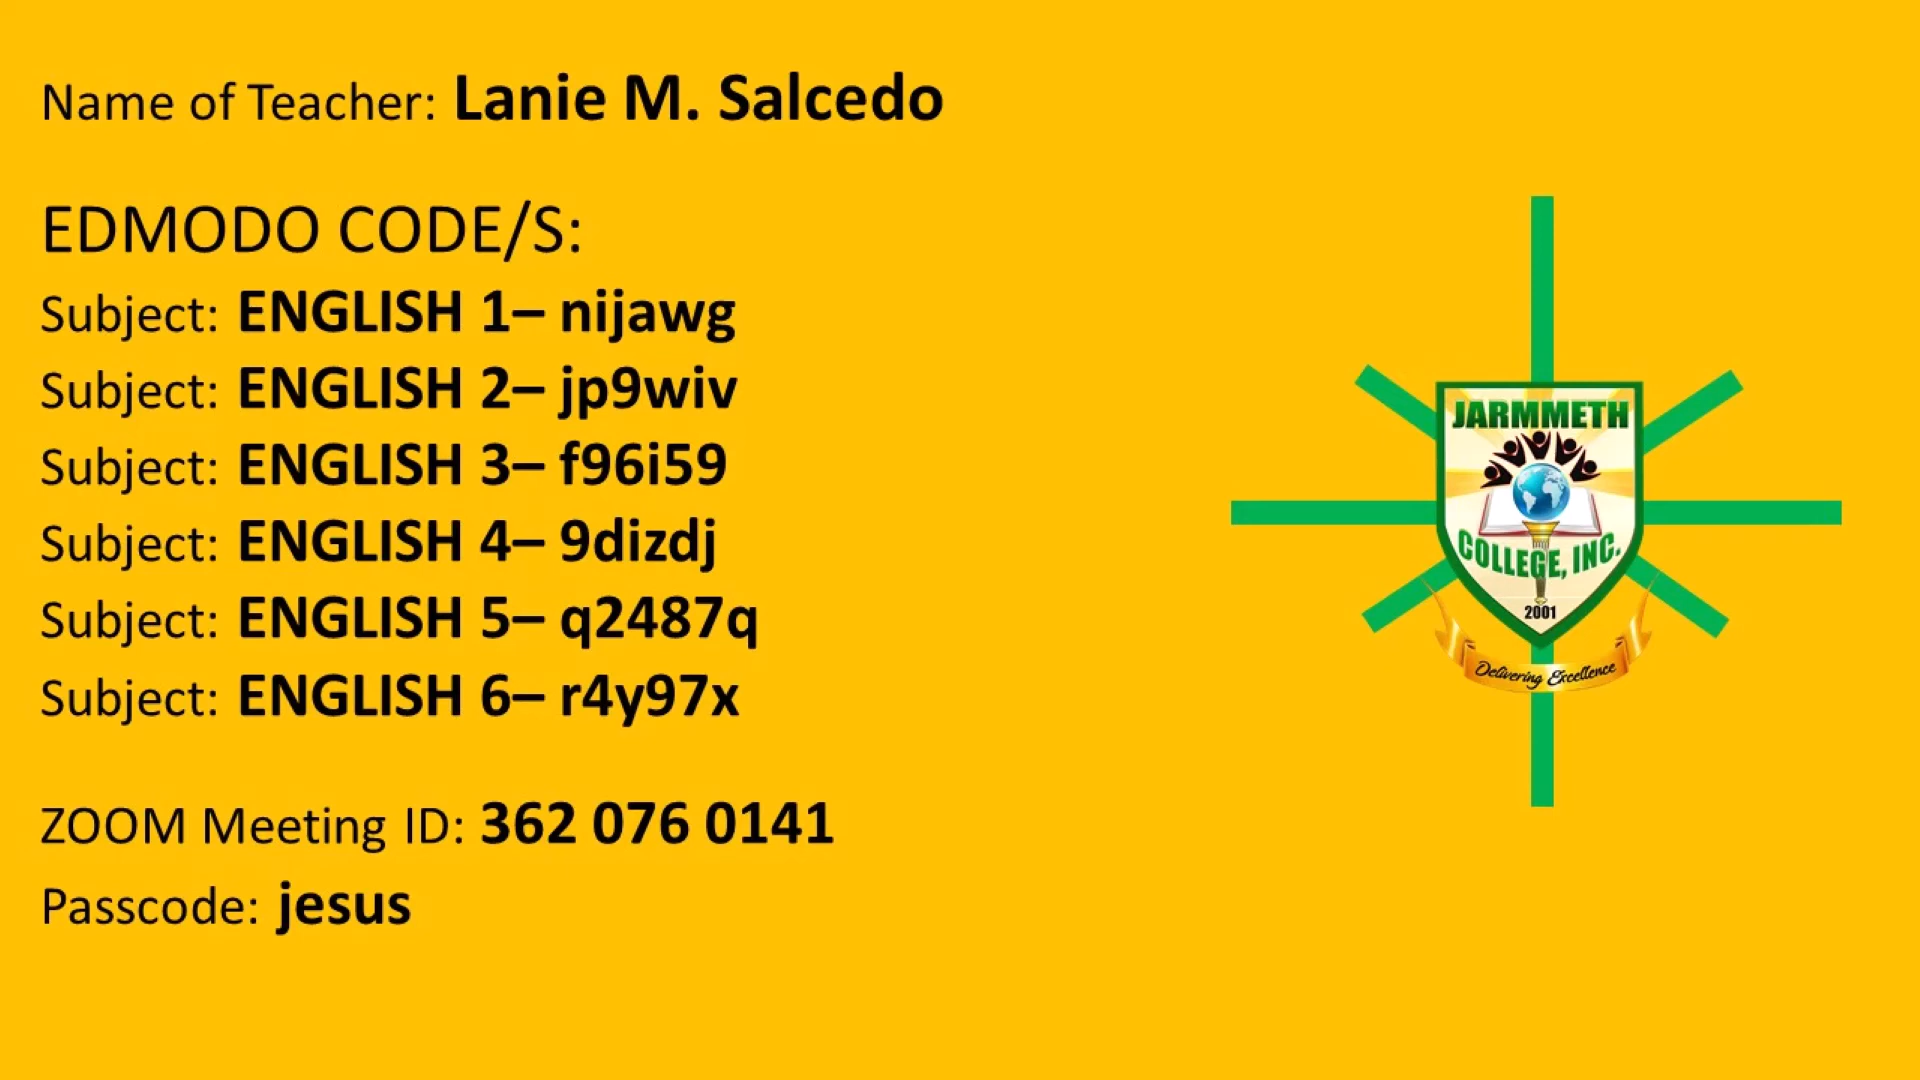 Name of Teacher: Lanie M. Salcedo
EDMODO CODE/S:
Subject: ENGLISH 1– nijawg
Subject: ENGLISH 2– jp9wiv
Subject: ENGLISH 3– f96i59
Subject: ENGLISH 4– 9dizdj
Subject: ENGLISH 5– q2487q
Subject: ENGLISH 6– r4y97x
ZOOM Meeting ID: 362 076 0141
Passcode: jesus
JARMMETH
COLLEGE, INC.
2001
Delivering Excellence